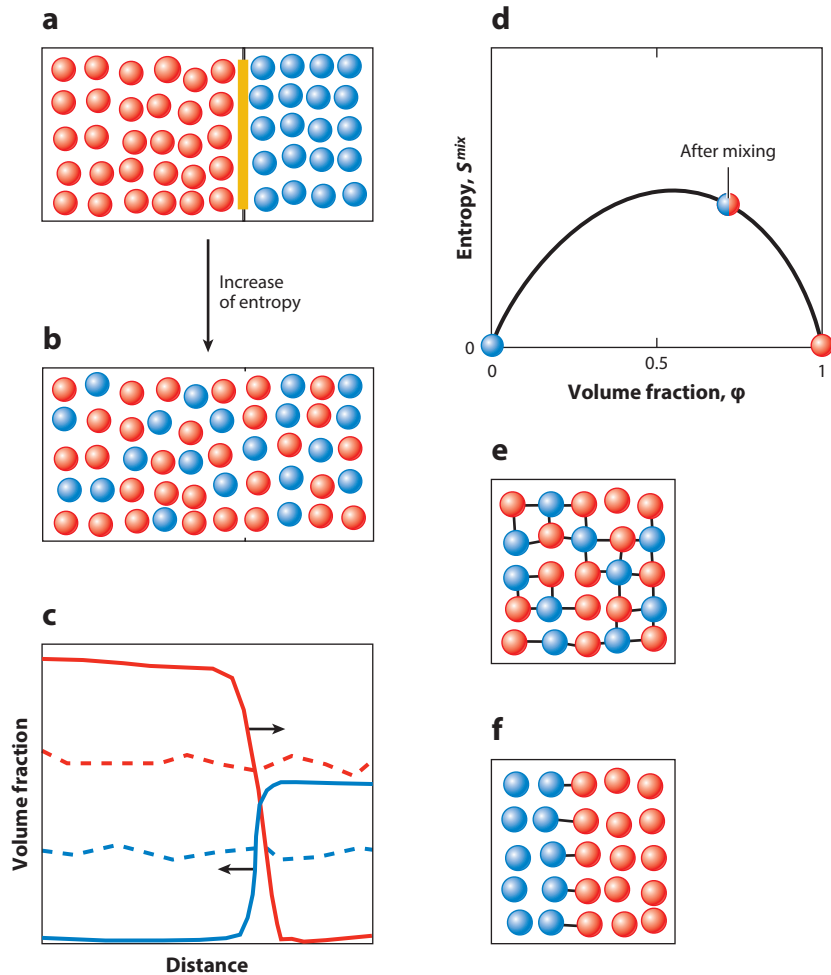 a
Increase
of entropy
b
c
Volume fraction
Distance
d
Entropy, S^mix
After mixing
0
0
0.5
1
Volume fraction, φ
e
f